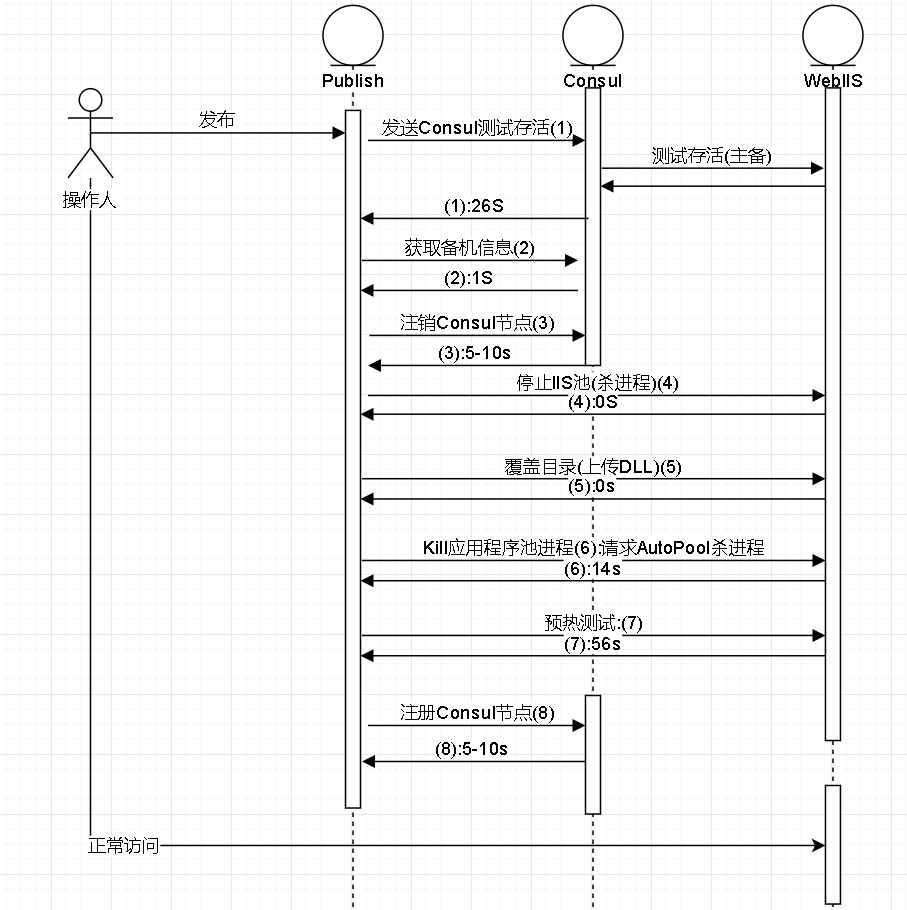 Publish
Consul
WebIIS
操作人
发布
发送Consul测试存活(1)
测试存活(主备)
(1):26S
获取备机信息(2)
(2):1S
注销Consul节点(3)
(3):5-10s
停止IIS池(杀进程)(4)
(4):0S
覆盖目录(上传DLL)(5)
(5):0s
Kill应用程序池进程(6):请求AutoPool杀进程
(6):14s
预热测试:(7)
(7):56s
注册Consul节点(8)
(8):5-10s
正常访问